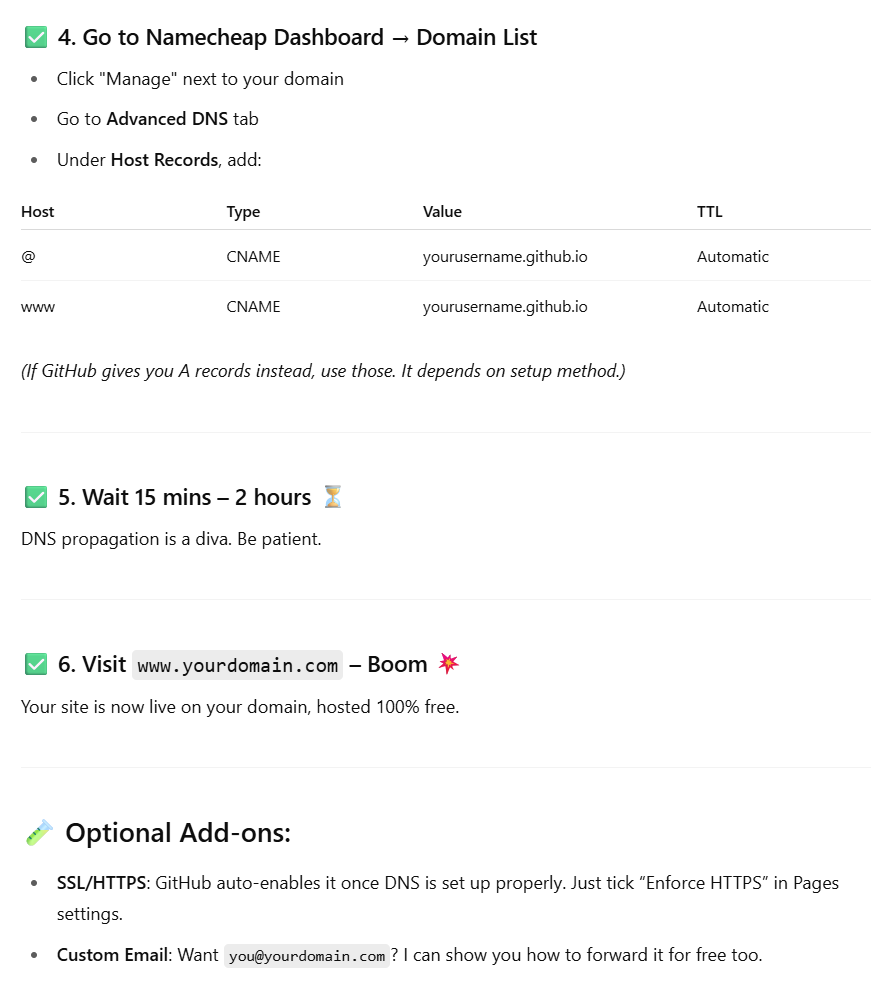 ✅ 4. Go to Namecheap Dashboard → Domain List
• Click "Manage" next to your domain
• Go to Advanced DNS tab
• Under Host Records, add:
Host Type Value TTL
@ CNAME yourusername.github.io Automatic
www CNAME yourusername.github.io Automatic
(If GitHub gives you A records instead, use those. It depends on setup method.)
✅ 5. Wait 15 mins – 2 hours ⏳
DNS propagation is a diva. Be patient.
✅ 6. Visit www.yourdomain.com – Boom 💥
Your site is now live on your domain, hosted 100% free.
🧪 Optional Add-ons:
• SSL/HTTPS: GitHub auto-enables it once DNS is set up properly. Just tick “Enforce HTTPS” in Pages
settings.
• Custom Email: Want you@yourdomain.com? I can show you how to forward it for free too.